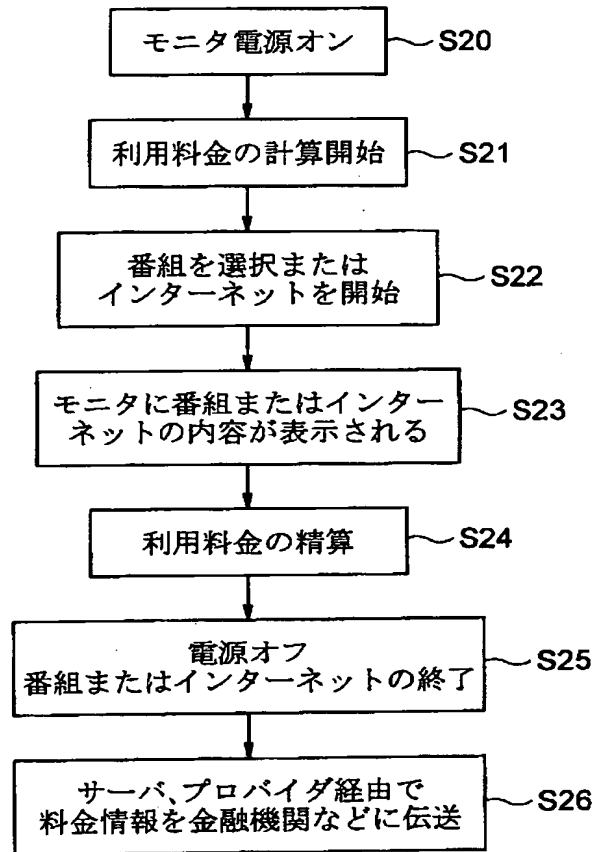 モニタ電源オン
S20
利用料金の計算開始
S21
番組を選択または
インターネットを開始
S22
モニタに番組またはインター
ネットの内容が表示される
S23
利用料金の精算
S24
電源オフ
番組またはインターネットの終了
S25
サーバ、プロバイダ経由で
料金情報を金融機関などに伝送
S26